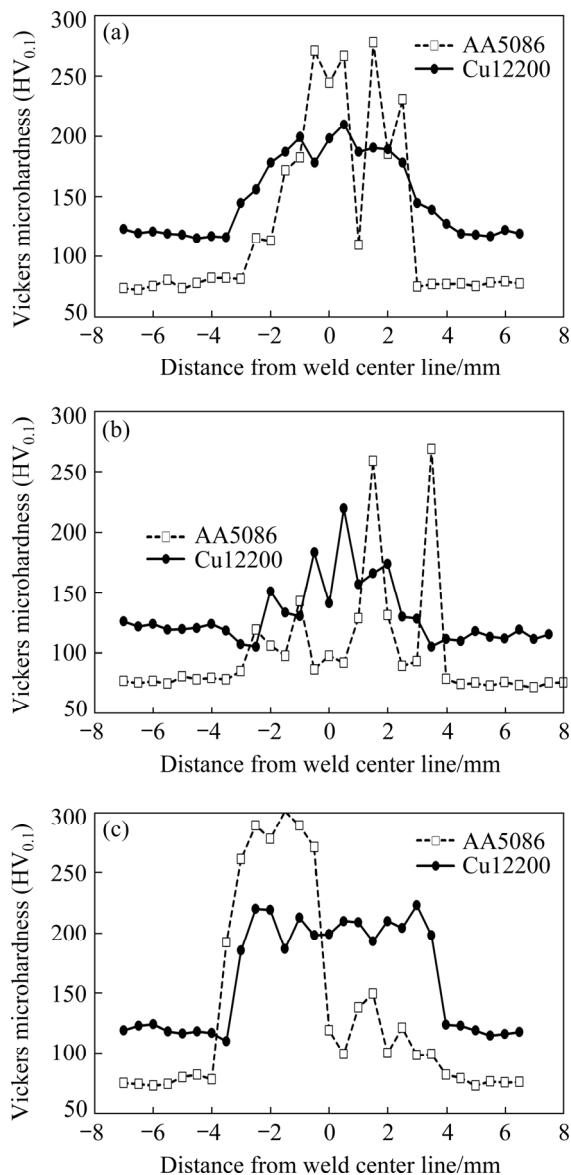 (a)
AA5086
Cu12200
300
250
200
150
100
50
−8 −6 −4 −2 0 2 4 6 8
Vickers microhardness (HV0.1)
Distance from weld center line/mm
(b)
AA5086
Cu12200
300
250
200
150
100
50
−8 −6 −4 −2 0 2 4 6 8
Vickers microhardness (HV0.1)
Distance from weld center line/mm
(c)
AA5086
Cu12200
300
250
200
150
100
50
−8 −6 −4 −2 0 2 4 6 8
Vickers microhardness (HV0.1)
Distance from weld center line/mm